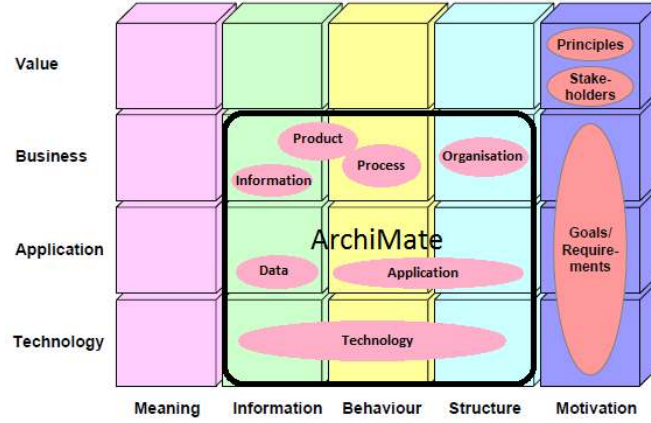 Value
Principles
Stake-
holders
Business
Product
Process
Organisation
Information
Application
ArchiMate
Goals/
Require-
ments
Data
Application
Technology
Technology
Meaning
Information
Behaviour
Structure
Motivation